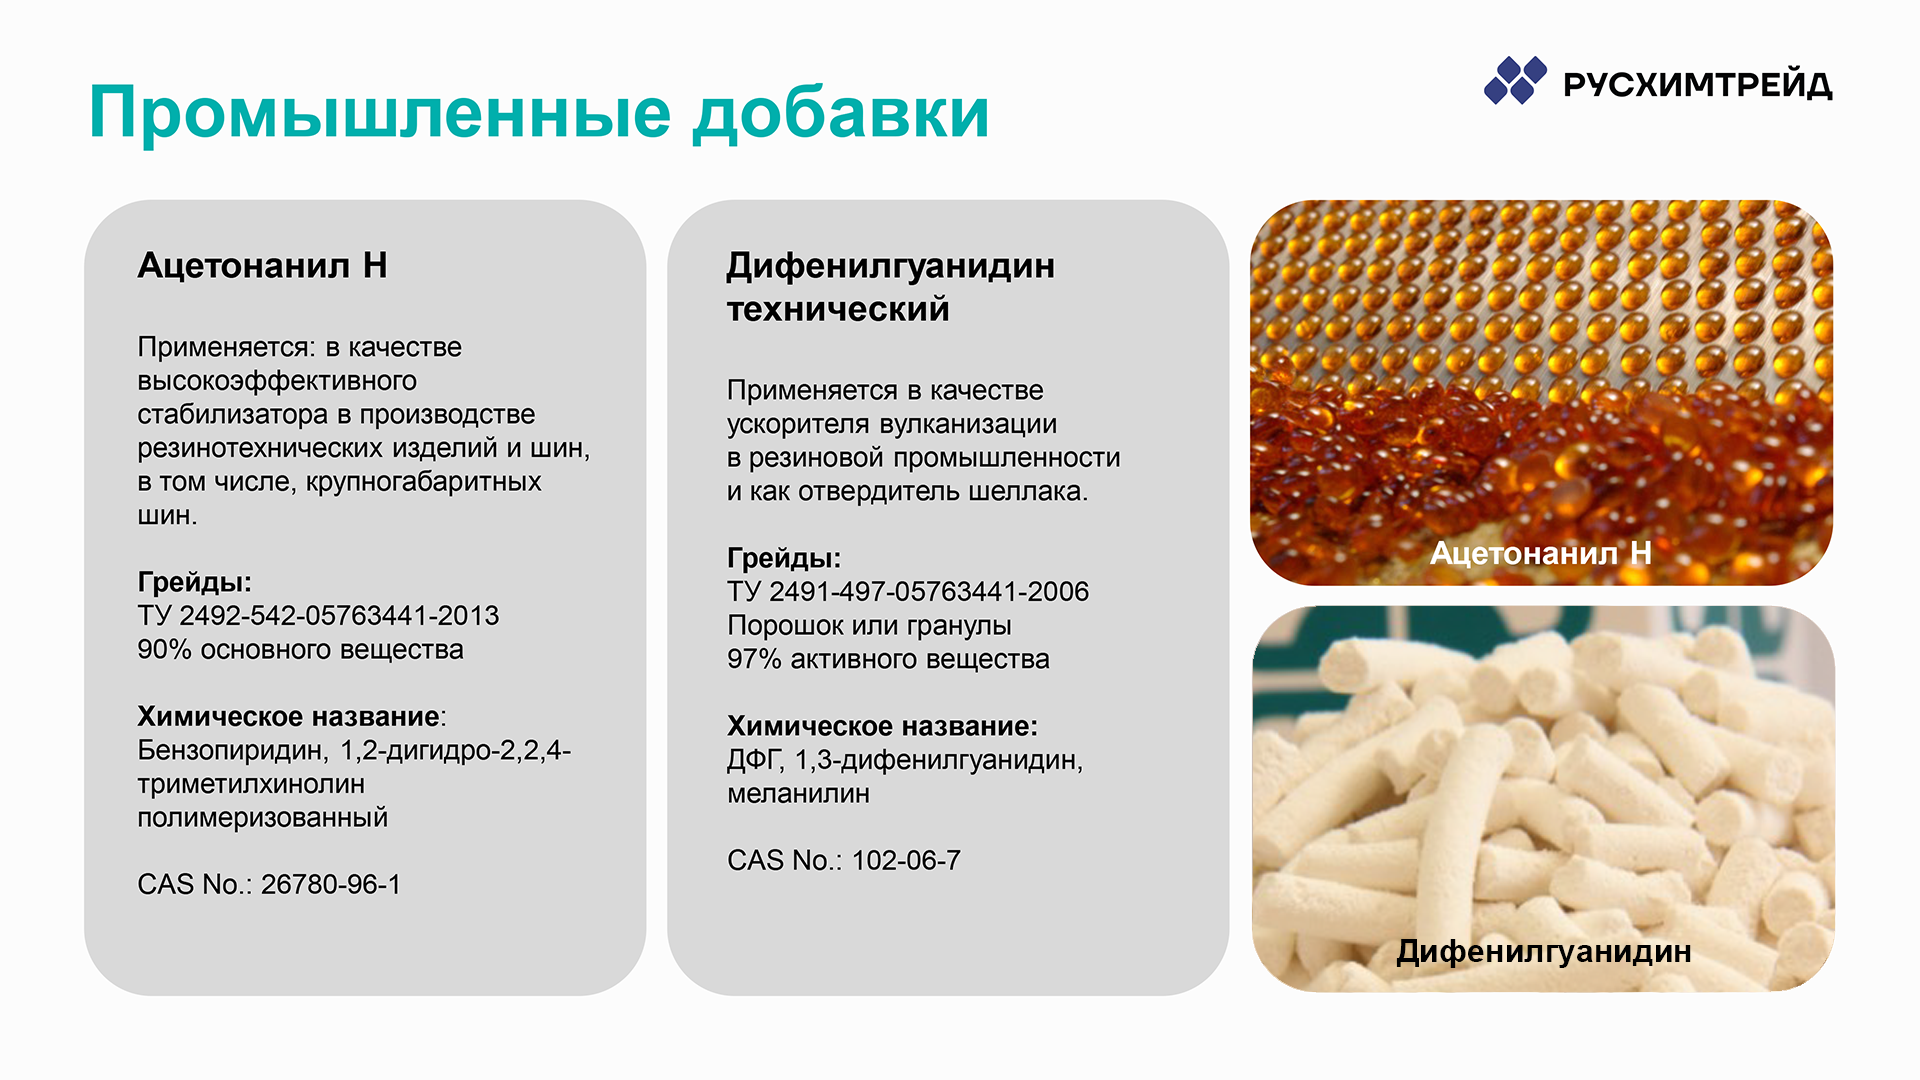 Промышленные добавки
РУСХИМТРЕЙД
Ацетонанил Н
Применяется: в качестве
высокоэффективного
стабилизатора в производстве
резинотехнических изделий и шин,
в том числе, крупногабаритных
шин.
Грейды:
ТУ 2492-542-05763441-2013
90% основного вещества
Химическое название:
Бензопиридин, 1,2-дигидро-2,2,4-
триметилхинолин
полимеризованный
CAS No.: 26780-96-1
Дифенилгуанидин
технический
Применяется в качестве
ускорителя вулканизации
в резиновой промышленности
и как отвердитель шеллака.
Грейды:
ТУ 2491-497-05763441-2006
Порошок или гранулы
97% активного вещества
Химическое название:
ДФГ, 1,3-дифенилгуанидин,
меланилин
CAS No.: 102-06-7
Ацетонанил Н
Дифенилгуанидин